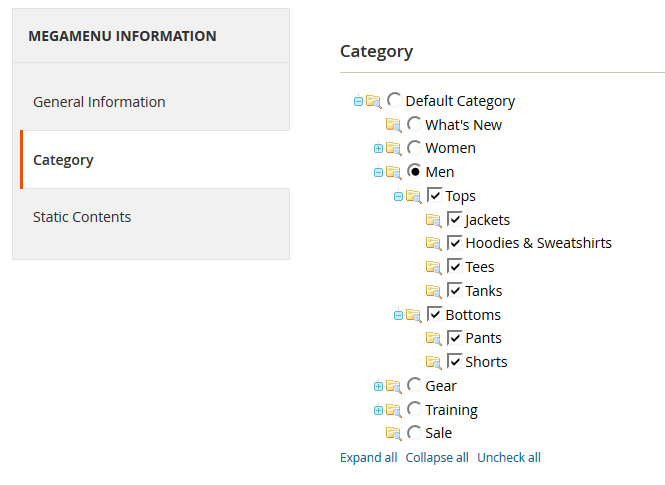 MEGAMENU INFORMATION
General Information
Category
Static Contents
Category
Default Category
What's New
Women
Men
Tops
Jackets
Hoodies & Sweatshirts
Tees
Tanks
Bottoms
Pants
Shorts
Gear
Training
Sale
Expand all Collapse all Uncheck all